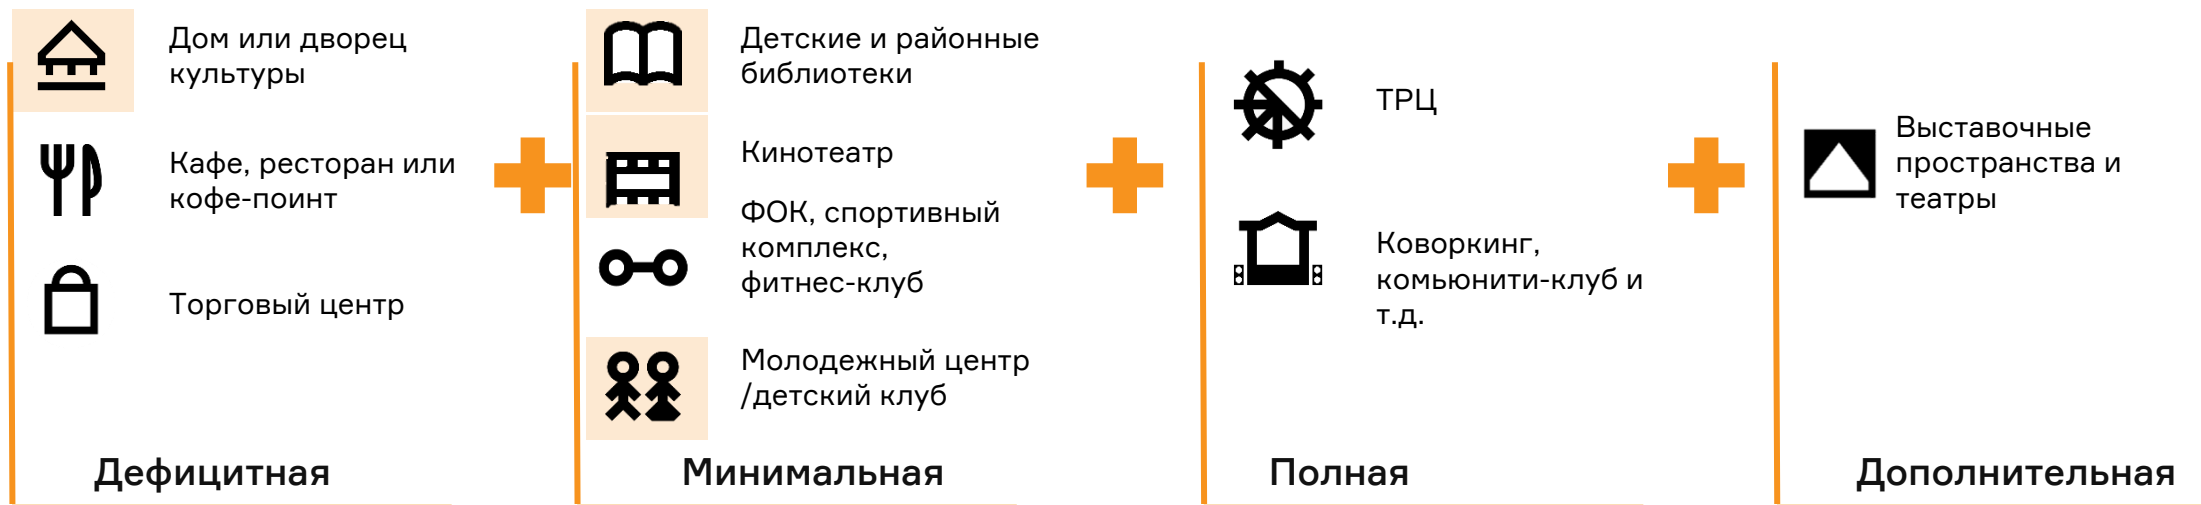 Дом или дворец
культуры
Кафе, ресторан или
кофе-поинт
Торговый центр
Дефицитная
Детские и районные
библиотеки
Кинотеатр
ФОК, спортивный
комплекс,
фитнес-клуб
Молодежный центр
/детский клуб
Минимальная
ТРЦ
Коворкинг,
комьюнити-клуб и
т.д.
Полная
Выставочные
пространства и
театры
Дополнительная